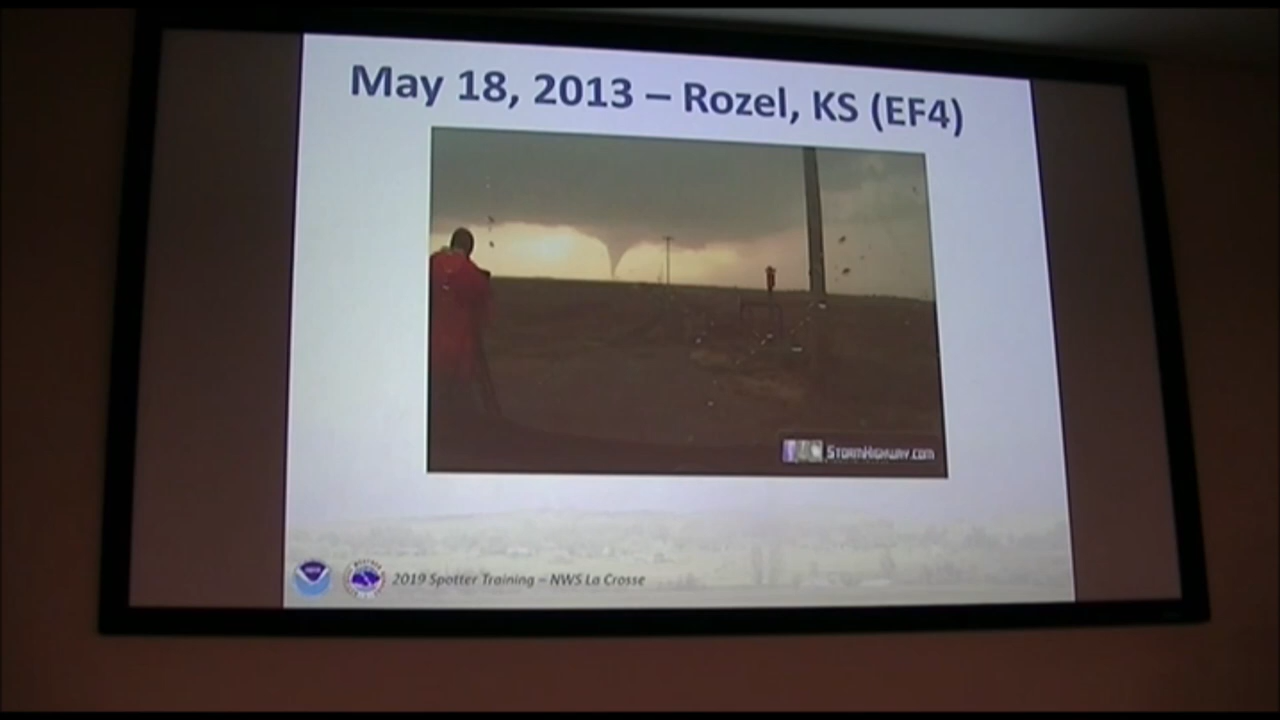 May 18, 2013 – Rozel, KS (EF4)
StormHighway.com
2019 Spotter Training – NWS La Crosse